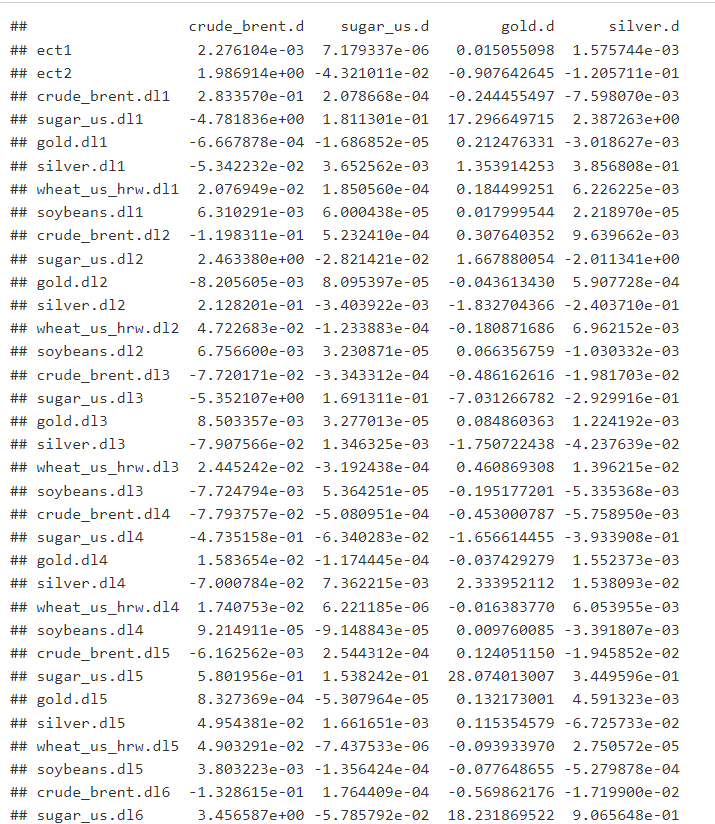 ##                  crude_brent.d    sugar_us.d        gold.d      silver.d
## ect1              2.276104e-03  7.179337e-06   0.015055098  1.575744e-03
## ect2              1.986914e+00 -4.321011e-02  -0.907642645 -1.205711e-01
## crude_brent.dl1   2.833570e-01  2.078668e-04  -0.244455497 -7.598070e-03
## sugar_us.dl1     -4.781836e+00  1.811301e-01  17.296649715  2.387263e+00
## gold.dl1         -6.667878e-04 -1.686852e-05   0.212476331 -3.018627e-03
## silver.dl1       -5.342232e-02  3.652562e-03   1.353914253  3.856808e-01
## wheat_us_hrw.dl1  2.076949e-02  1.850560e-04   0.184499251  6.226225e-03
## soybeans.dl1      6.310291e-03  6.000438e-05   0.017999544  2.218970e-05
## crude_brent.dl2  -1.198311e-01  5.232410e-04   0.307640352  9.639662e-03
## sugar_us.dl2      2.463380e+00 -2.821421e-02   1.667880054 -2.011341e+00
## gold.dl2         -8.205605e-03  8.095397e-05  -0.043613430  5.907728e-04
## silver.dl2        2.128201e-01 -3.403922e-03  -1.832704366 -2.403710e-01
## wheat_us_hrw.dl2  4.722683e-02 -1.233883e-04  -0.180871686  6.962152e-03
## soybeans.dl2      6.756600e-03  3.230871e-05   0.066356759 -1.030332e-03
## crude_brent.dl3  -7.720171e-02 -3.343312e-04  -0.486162616 -1.981703e-02
## sugar_us.dl3     -5.352107e+00  1.691311e-01  -7.031266782 -2.929916e-01
## gold.dl3          8.503357e-03  3.277013e-05   0.084860363  1.224192e-03
## silver.dl3       -7.907566e-02  1.346325e-03  -1.750722438 -4.237639e-02
## wheat_us_hrw.dl3  2.445242e-02 -3.192438e-04   0.460869308  1.396215e-02
## soybeans.dl3     -7.724794e-03  5.364251e-05  -0.195177201 -5.335368e-03
## crude_brent.dl4  -7.793757e-02 -5.080951e-04  -0.453000787 -5.758950e-03
## sugar_us.dl4     -4.735158e-01 -6.340283e-02  -1.656614455 -3.933908e-01
## gold.dl4          1.583654e-02 -1.174445e-04  -0.037429279  1.552373e-03
## silver.dl4       -7.000784e-02  7.362215e-03   2.333952112  1.538093e-02
## wheat_us_hrw.dl4  1.740753e-02  6.221185e-06  -0.016383770  6.053955e-03
## soybeans.dl4      9.214911e-05 -9.148843e-05   0.009760085 -3.391807e-03
## crude_brent.dl5  -6.162562e-03  2.544312e-04   0.124051150 -1.945852e-02
## sugar_us.dl5      5.801956e-01  1.538242e-01  28.074013007  3.449596e-01
## gold.dl5          8.327369e-04 -5.307964e-05   0.132173001  4.591323e-03
## silver.dl5        4.954381e-02  1.661651e-03   0.115354579 -6.725733e-02
## wheat_us_hrw.dl5  4.903291e-02 -7.437533e-06  -0.093933970  2.750572e-05
## soybeans.dl5      3.803223e-03 -1.356424e-04  -0.077648655 -5.279878e-04
## crude_brent.dl6  -1.328615e-01  1.764409e-04  -0.569862176 -1.719900e-02
## sugar_us.dl6      3.456587e+00 -5.785792e-02  18.231869522  9.065648e-01